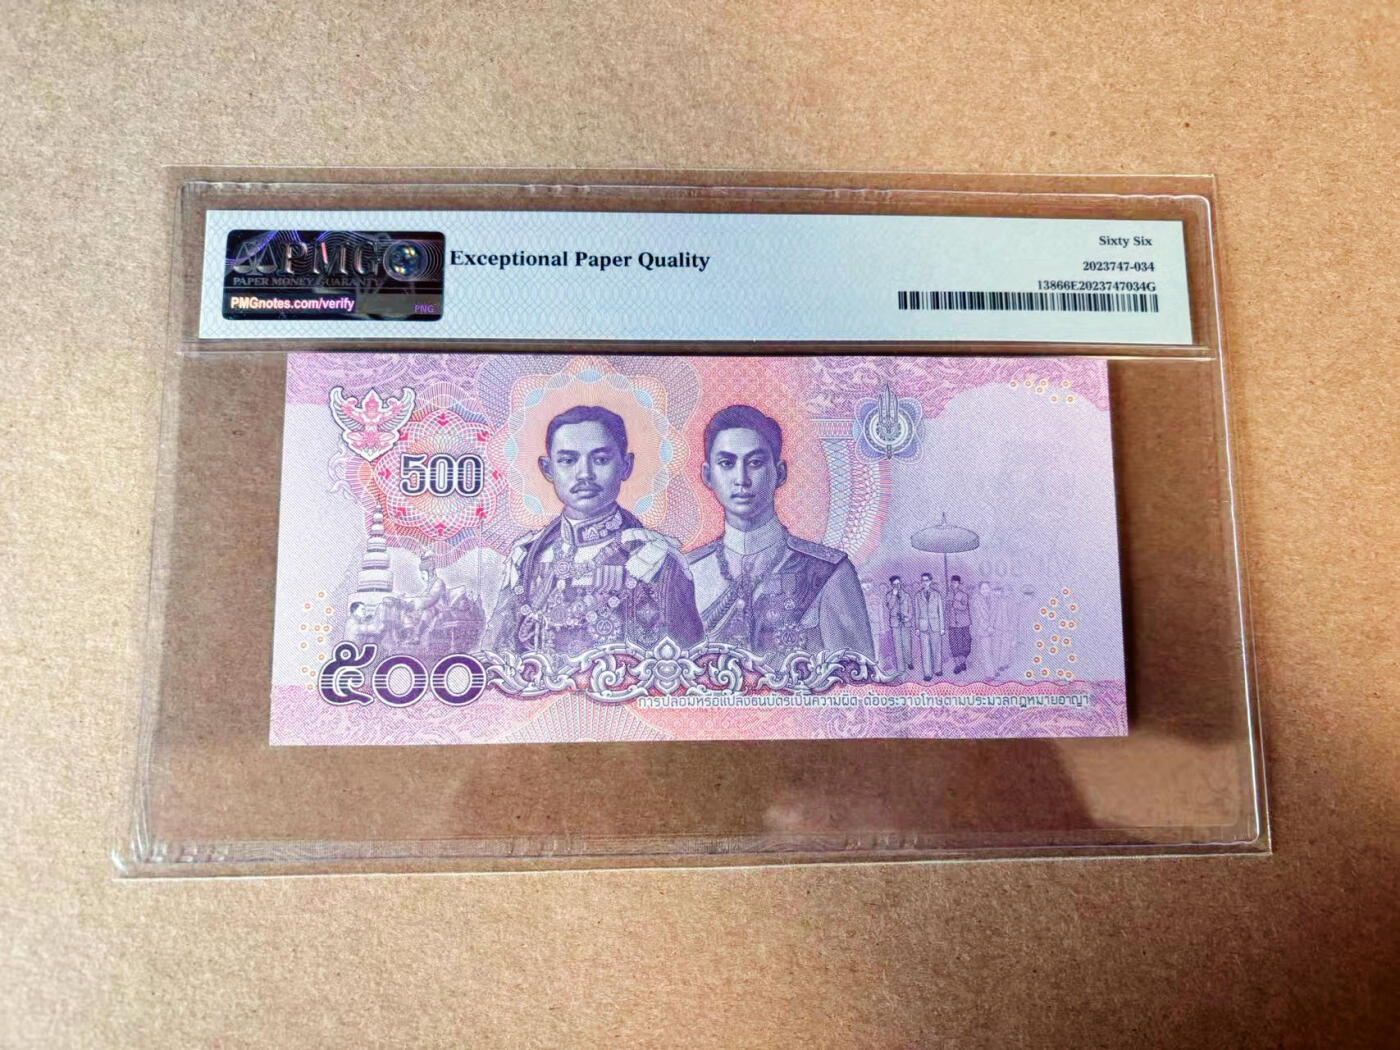 PMG
PAPER MONEY GUARANTY
PMGnotes.com/verify
PNG
Exceptional Paper Quality
Sixty Six
2023747-034
13866E2023747034G
500
๕๐๐
การปลอมหรือแปลงธนบัตรเป็นความผิด ต้องระวางโทษตามประมวลกฎหมายอาญา